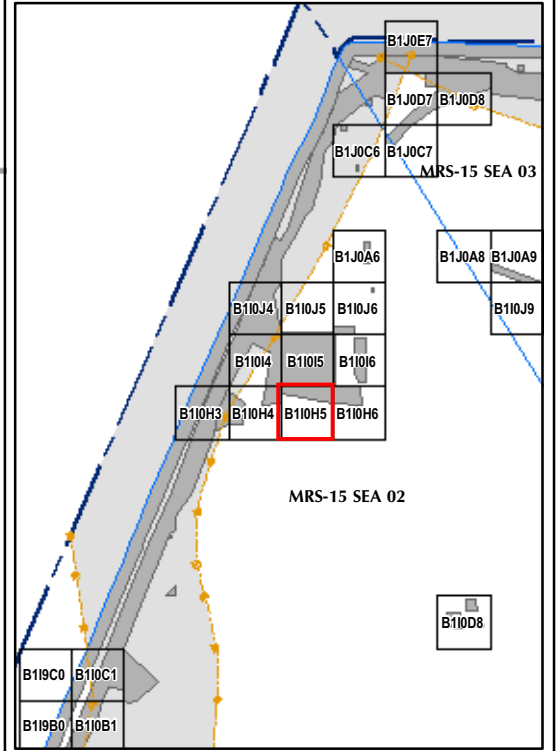 B1J0E7
B1J0D7 B1J0D8
B1J0C6 B1J0C7
MRS-15 SEA 03
B1J0A6 B1J0A8 B1J0A9
B1I0J4 B1I0J5 B1I0J6 B1I0J9
B1I0I4 B1I0I5 B1I0I6
B1I0H3 B1I0H4 B1I0H5 B1I0H6
MRS-15 SEA 02
B1I0D8
B1I9C0 B1I0C1
B1I9B0 B1I0B1